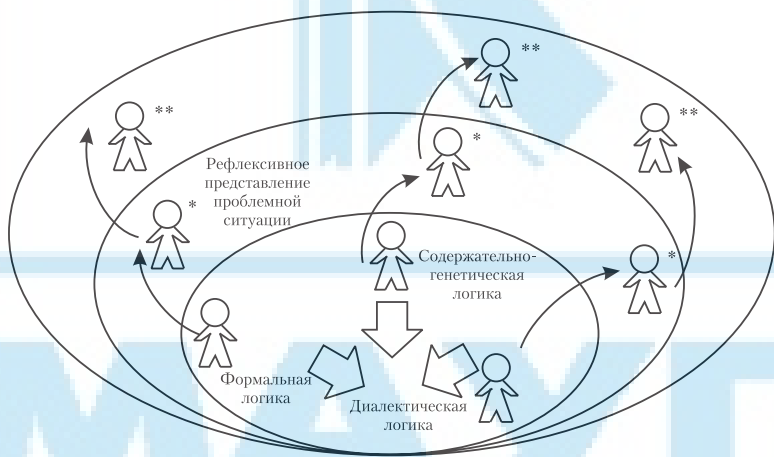 **
**
**
*
Рефлексивное
представление
проблемной
ситуации
*
Содержательно-
генетическая
логика
*
Формальная
логика
Диалектическая
логика